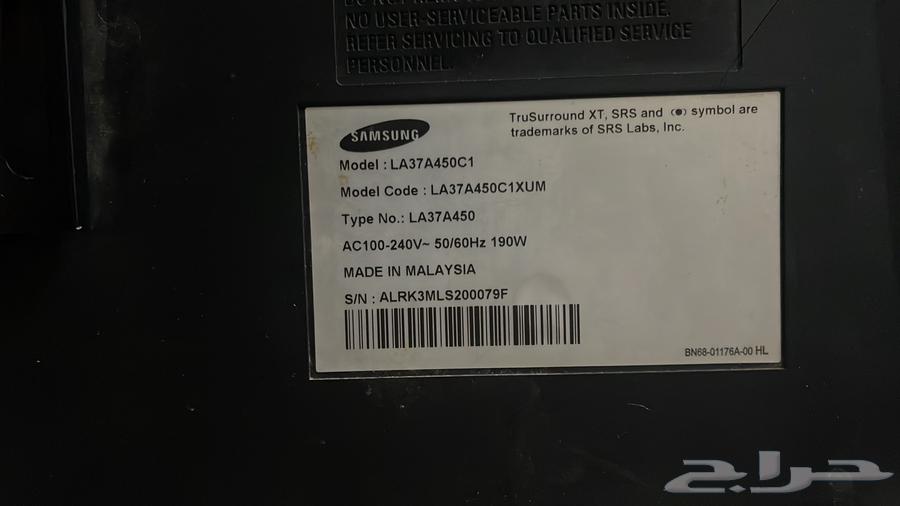 NO USER-SERVICEABLE PARTS INSIDE.
REFER SERVICING TO QUALIFIED SERVICE
PERSONNEL.
SAMSUNG
TruSurround XT, SRS and (●) symbol are
trademarks of SRS Labs, Inc.
Model : LA37A450C1
Model Code : LA37A450C1XUM
Type No.: LA37A450
AC100-240V~ 50/60Hz 190W
MADE IN MALAYSIA
S/N : ALRK3MLS200079F
BN68-01176A-00 HL
حراج